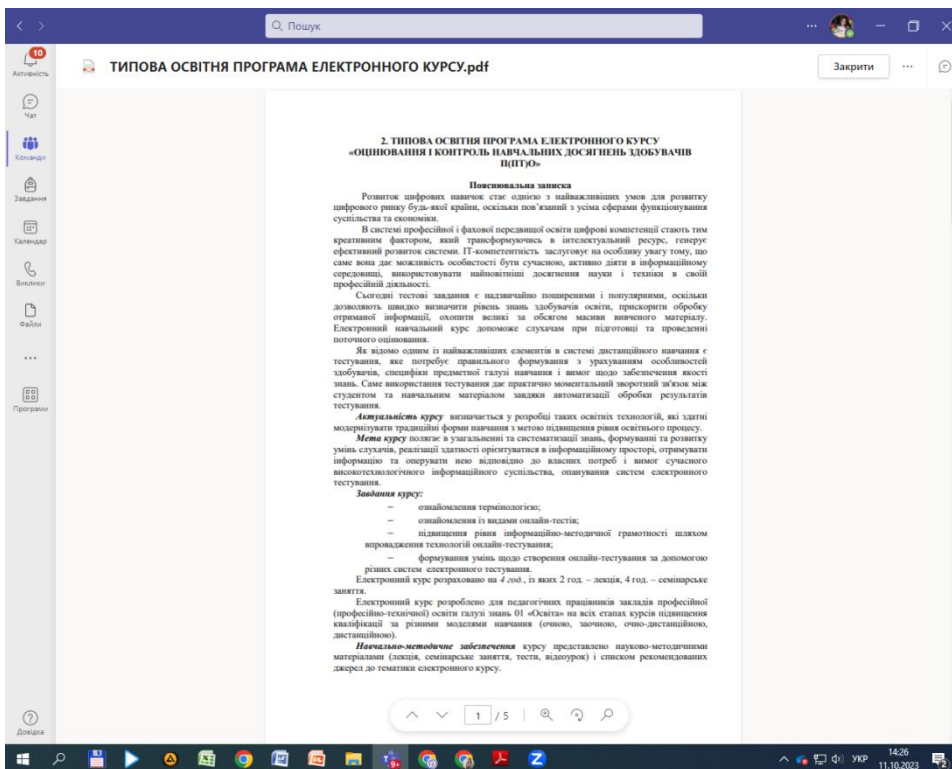 Пошук
10
Активність
ТИПОВА ОСВІТНЯ ПРОГРАМА ЕЛЕКТРОННОГО КУРСУ.pdf
Закрити
Чат
Команди
Завдання
Календар
Виклики
Файли
Програми
Довідка
2. ТИПОВА ОСВІТНЯ ПРОГРАМА ЕЛЕКТРОННОГО КУРСУ
«ОЦІНЮВАННЯ І КОНТРОЛЬ НАВЧАЛЬНИХ ДОСЯГНЕНЬ ЗДОБУВАЧІВ
П(ПТ)О»
Пояснювальна записка
Розвиток цифрових навичок стає однією з найважливіших умов для розвитку
цифрового ринку будь-якої країни, оскільки пов'язаний з усіма сферами функціонування
суспільства та економіки.
В системі професійної і фахової передвищої освіти цифрові компетенції стають тим
креативним фактором, який трансформуючись в інтелектуальний ресурс, генерує
ефективний розвиток системи. ІТ-компетентність заслуговує на особливу увагу тому, що
саме вона дає можливість особистості бути сучасною, активно діяти в інформаційному
середовищі, використовувати найновітніші досягнення науки і техніки в своїй
професійній діяльності.
Сьогодні тестові завдання є надзвичайно поширеними і популярними, оскільки
дозволяють швидко визначити рівень знань здобувачів освіти, прискорити обробку
отриманої інформації, охопити великі за обсягом масиви вивченого матеріалу.
Електронний навчальний курс допоможе слухачам при підготовці та проведенні
поточного оцінювання.
Як відомо одним із найважливіших елементів в системі дистанційного навчання є
тестування, яке потребує правильного формування з урахуванням особливостей
здобувачів, специфіки предметної галузі навчання і вимог щодо забезпечення якості
знань. Саме використання тестування дає практично моментальний зворотний зв'язок між
студентом та навчальним матеріалом завдяки автоматизації обробки результатів
тестування.
Актуальність курсу визначається у розробці таких освітніх технологій, які здатні
модернізувати традиційні форми навчання з метою підвищення рівня освітнього процесу.
Мета курсу полягає в узагальненні та систематизації знань, формуванні та розвитку
умінь слухачів, реалізації здатності орієнтуватися в інформаційному просторі, отримувати
інформацію та оперувати нею відповідно до власних потреб і вимог сучасного
високотехнологічного інформаційного суспільства, опанування систем електронного
тестування.
Завдання курсу:
– ознайомлення термінологією;
– ознайомлення із видами онлайн-тестів;
– підвищення рівня інформаційно-методичної грамотності шляхом
впровадження технологій онлайн-тестування;
– формування умінь щодо створення онлайн-тестування за допомогою
різних систем електронного тестування.
Електронний курс розраховано на 4 год., із яких 2 год. – лекція, 4 год. – семінарське
заняття.
Електронний курс розроблено для педагогічних працівників закладів професійної
(професійно-технічної) освіти галузі знань 01 «Освіта» на всіх етапах курсів підвищення
кваліфікації за різними моделями навчання (очною, заочною, очно-дистанційною,
дистанційною).
Навчально-методичне забезпечення курсу представлено науково-методичними
матеріалами (лекція, семінарське заняття, тести, відеоурок) і списком рекомендованих
джерел до тематики електронного курсу.
1 / 5
9+
УКР
14:26
11.10.2023
2